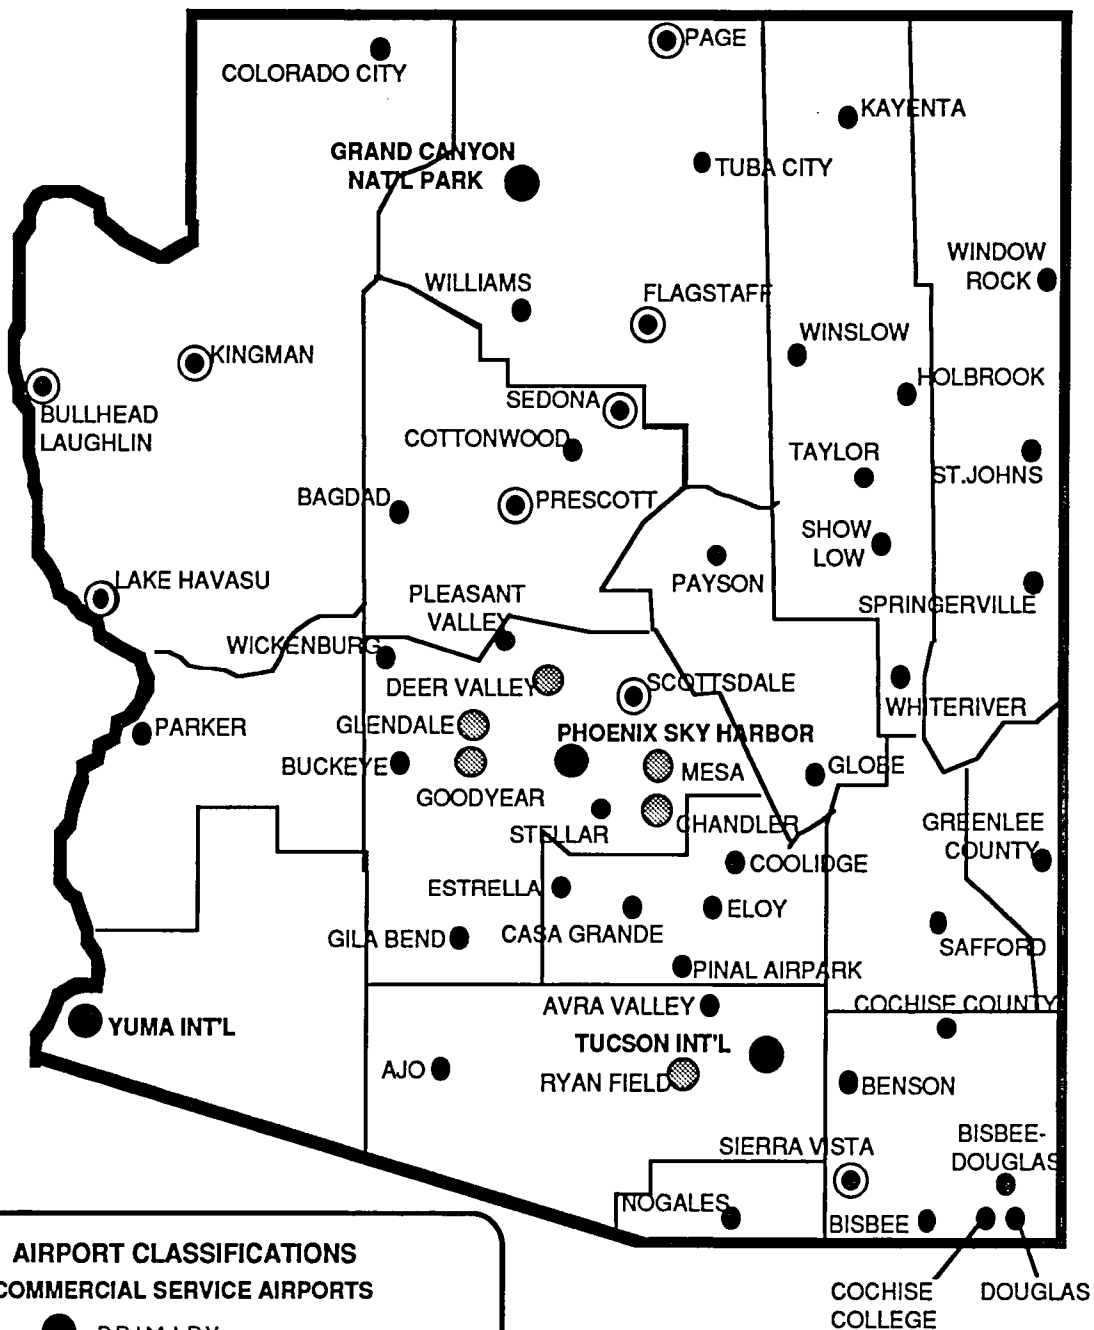 PAGE
COLORADO CITY
KAYENTA
GRAND CANYON
NAT'L PARK
TUBA CITY
WINDOW
ROCK
WILLIAMS
FLAGSTAFF
WINSLOW
KINGMAN
HOLBROOK
SEDONA
BULLHEAD
LAUGHLIN
COTTONWOOD
TAYLOR
ST.JOHNS
BAGDAD
PRESCOTT
SHOW
LOW
LAKE HAVASU
PAYSON
PLEASANT
VALLEY
SPRINGERVILLE
WICKENBURG
DEER VALLEY
SCOTTSDALE
WHITERIVER
GLENDALE
PARKER
PHOENIX SKY HARBOR
BUCKEYE
MESA
GLOBE
GOODYEAR
STELLAR
CHANDLER
GREENLEE
COUNTY
COOLIDGE
ESTRELLA
ELOY
CASA GRANDE
GILA BEND
SAFFORD
PINAL AIRPARK
AVRA VALLEY
COCHISE COUNTY
YUMA INT'L
TUCSON INT'L
AJO
RYAN FIELD
BENSON
SIERRA VISTA
BISBEE-
DOUGLAS
NOGALES
BISBEE
COCHISE
COLLEGE
DOUGLAS
AIRPORT CLASSIFICATIONS
COMMERCIAL SERVICE AIRPORTS
PRIMARY